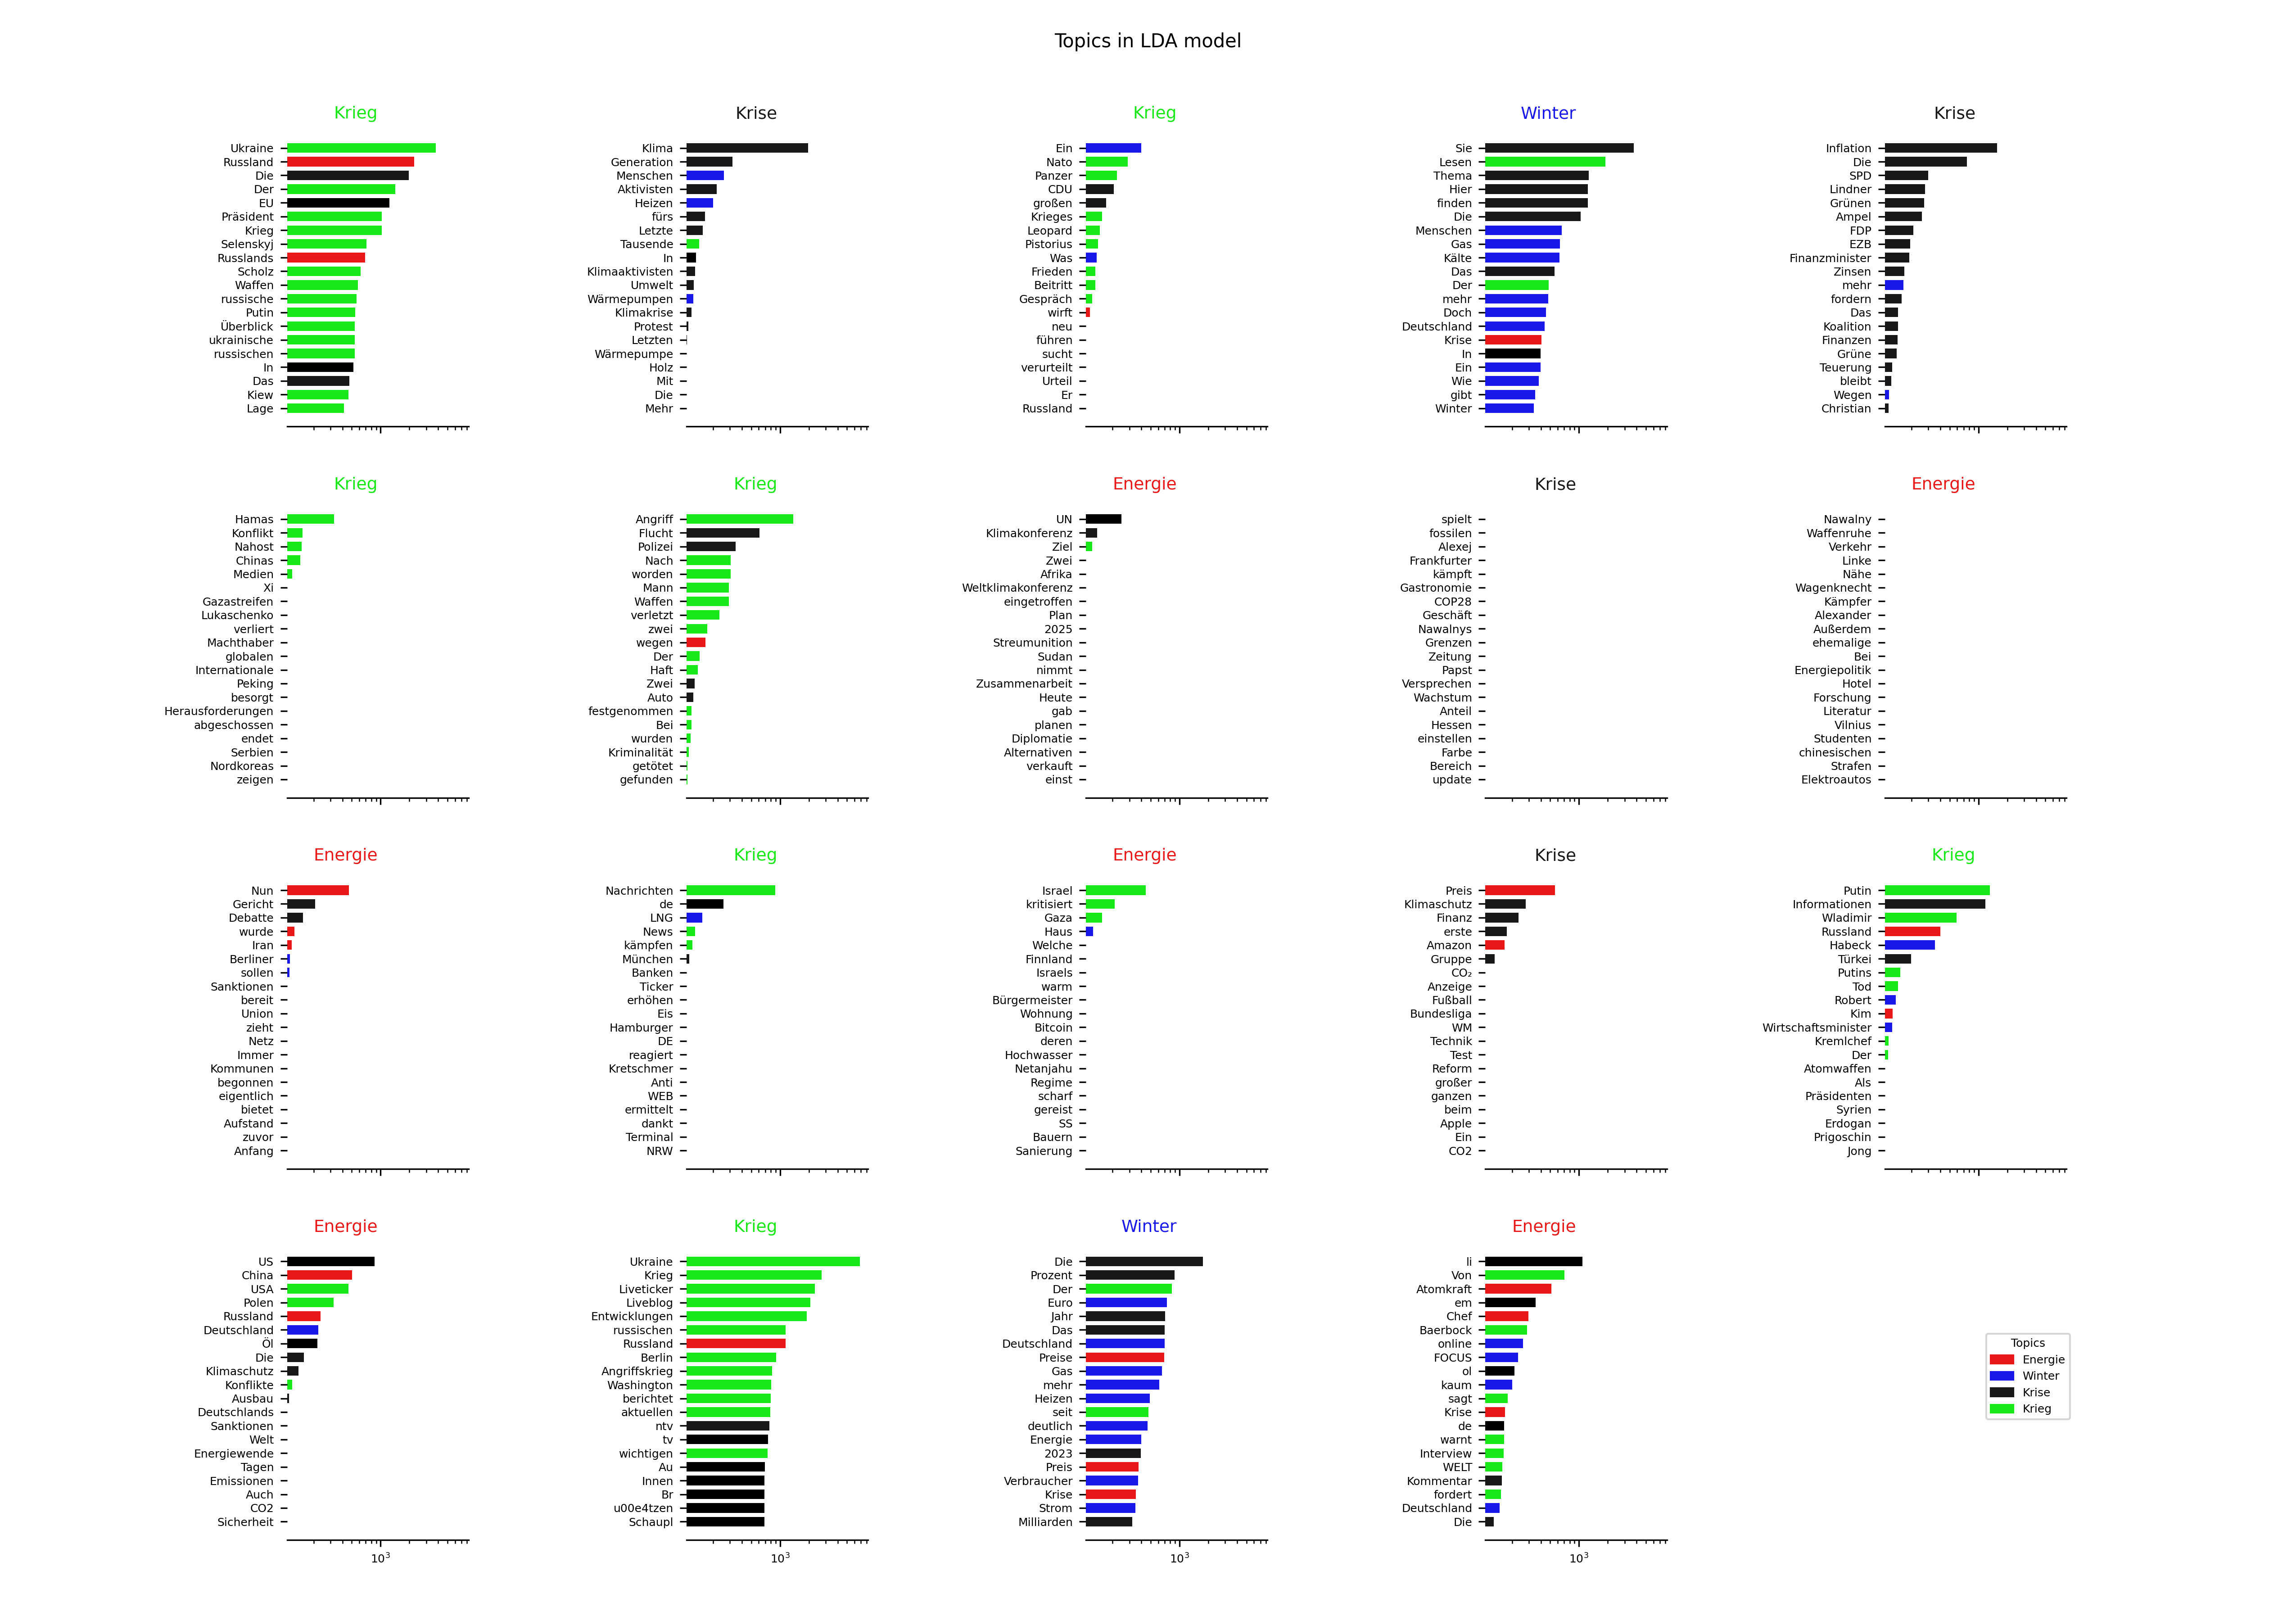 Topics in LDA model
Krieg
Ukraine
Russland
Die
Der
EU
Präsident
Krieg
Selenskyj
Russlands
Scholz
Waffen
russische
Putin
Überblick
ukrainische
russischen
In
Das
Kiew
Lage
Krise
Klima
Generation
Menschen
Aktivisten
Heizen
fürs
Letzte
Tausende
In
Klimaaktivisten
Umwelt
Wärmepumpen
Klimakrise
Protest
Letzten
Wärmepumpe
Holz
Mit
Die
Mehr
Krieg
Ein
Nato
Panzer
CDU
großen
Krieges
Leopard
Pistorius
Was
Frieden
Beitritt
Gespräch
wirft
neu
führen
sucht
verurteilt
Urteil
Er
Russland
Winter
Sie
Lesen
Thema
Hier
finden
Die
Menschen
Gas
Kälte
Das
Der
mehr
Doch
Deutschland
Krise
In
Ein
Wie
gibt
Winter
Krise
Inflation
Die
SPD
Lindner
Grünen
Ampel
FDP
EZB
Finanzminister
Zinsen
mehr
fordern
Das
Koalition
Finanzen
Grüne
Teuerung
bleibt
Wegen
Christian
Krieg
Hamas
Konflikt
Nahost
Chinas
Medien
Xi
Gazastreifen
Lukaschenko
verliert
Machthaber
globalen
Internationale
Peking
besorgt
Herausforderungen
abgeschossen
endet
Serbien
Nordkoreas
zeigen
Krieg
Angriff
Flucht
Polizei
Nach
worden
Mann
Waffen
verletzt
zwei
wegen
Der
Haft
Zwei
Auto
festgenommen
Bei
wurden
Kriminalität
getötet
gefunden
Energie
UN
Klimakonferenz
Ziel
Zwei
Afrika
Weltklimakonferenz
eingetroffen
Plan
2025
Streumunition
Sudan
nimmt
Zusammenarbeit
Heute
gab
planen
Diplomatie
Alternativen
verkauft
einst
Krise
spielt
fossilen
Alexej
Frankfurter
kämpft
Gastronomie
COP28
Geschäft
Nawalnys
Grenzen
Zeitung
Papst
Versprechen
Wachstum
Anteil
Hessen
einstellen
Farbe
Bereich
update
Energie
Nawalny
Waffenruhe
Verkehr
Linke
Nähe
Wagenknecht
Kämpfer
Alexander
Außerdem
ehemalige
Bei
Energiepolitik
Hotel
Forschung
Literatur
Vilnius
Studenten
chinesischen
Strafen
Elektroautos
Energie
Nun
Gericht
Debatte
wurde
Iran
Berliner
sollen
Sanktionen
bereit
Union
zieht
Netz
Immer
Kommunen
begonnen
eigentlich
bietet
Aufstand
zuvor
Anfang
Krieg
Nachrichten
de
LNG
News
kämpfen
München
Banken
Ticker
erhöhen
Eis
Hamburger
DE
reagiert
Kretschmer
Anti
WEB
ermittelt
dankt
Terminal
NRW
Energie
Israel
kritisiert
Gaza
Haus
Welche
Finnland
Israels
warm
Bürgermeister
Wohnung
Bitcoin
deren
Hochwasser
Netanjahu
Regime
scharf
gereist
SS
Bauern
Sanierung
Krise
Preis
Klimaschutz
Finanz
erste
Amazon
Gruppe
CO₂
Anzeige
Fußball
Bundesliga
WM
Technik
Test
Reform
großer
ganzen
beim
Apple
Ein
CO2
Krieg
Putin
Informationen
Wladimir
Russland
Habeck
Türkei
Putins
Tod
Robert
Kim
Wirtschaftsminister
Kremlchef
Der
Atomwaffen
Als
Präsidenten
Syrien
Erdogan
Prigoschin
Jong
Energie
US
China
USA
Polen
Russland
Deutschland
Öl
Die
Klimaschutz
Konflikte
Ausbau
Deutschlands
Sanktionen
Welt
Energiewende
Tagen
Emissionen
Auch
CO2
Sicherheit
10³
Krieg
Ukraine
Krieg
Liveticker
Liveblog
Entwicklungen
russischen
Russland
Berlin
Angriffskrieg
Washington
berichtet
aktuellen
ntv
tv
wichtigen
Au
Innen
Br
u00e4tzen
Schaupl
10³
Winter
Die
Prozent
Der
Euro
Jahr
Das
Deutschland
Preise
Gas
mehr
Heizen
seit
deutlich
Energie
2023
Preis
Verbraucher
Krise
Strom
Milliarden
10³
Energie
li
Von
Atomkraft
em
Chef
Baerbock
online
FOCUS
ol
kaum
sagt
Krise
de
warnt
Interview
WELT
Kommentar
fordert
Deutschland
Die
10³
Topics
Energie
Winter
Krise
Krieg